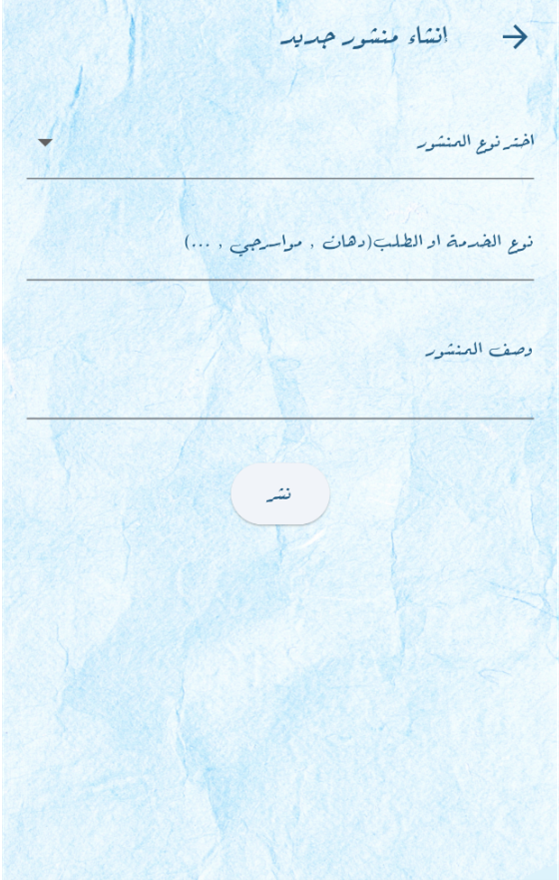 انشاء منشور جديد
اختر نوع المنشور
نوع الخدمة او الطلب(دهان , مواسرجي , ...)
وصف المنشور
نشر